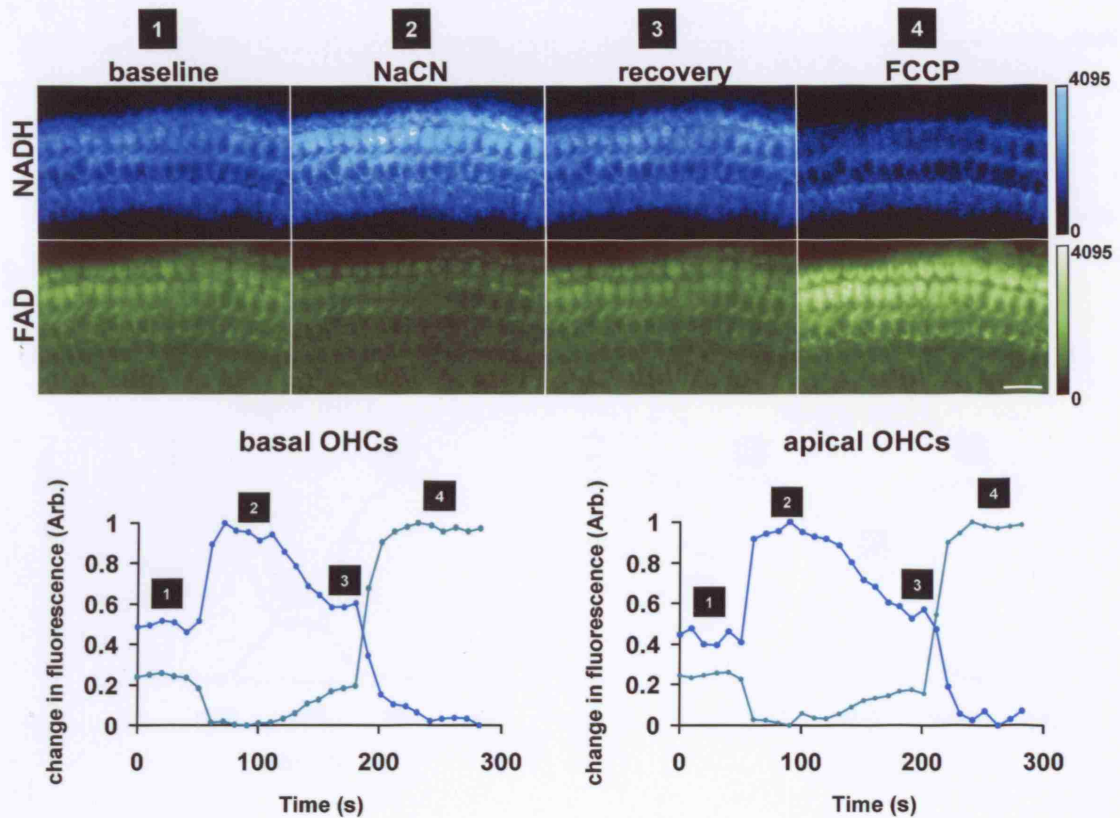 1 2 3 4
baseline NaCN recovery FCCP
NADH
4095
0
FAD
4095
0
basal OHCs
change in fluorescence (Arb.)
1
0.8
0.6
0.4
0.2
0
1
2
3
4
0 100 200 300
Time (s)
apical OHCs
change in fluorescence (Arb.)
1
0.8
0.6
0.4
0.2
0
1
2
3
4
0 100 200 300
Time (s)